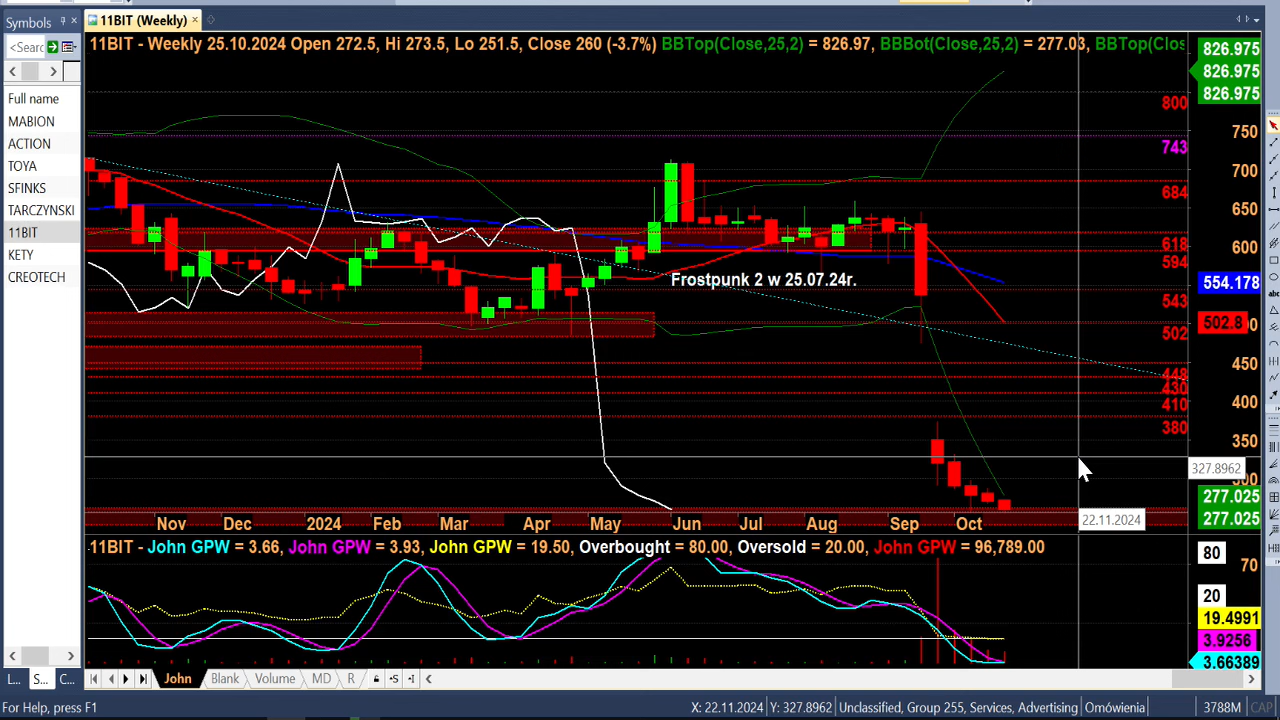 Symbols
11BIT (Weekly)
<Searc
Full name
MABION
ACTION
TOYA
SFINKS
TARCZYNSKI
11BIT
KETY
CREOTECH
L...
S...
C...
11BIT - Weekly 25.10.2024 Open 272.5, Hi 273.5, Lo 251.5, Close 260 (-3.7%) BBTop(Close,25,2) = 826.97, BBBot(Close,25,2) = 277.03, BBTop(Clos
800
743
684
618
594
543
502
448
430
410
380
Frostpunk 2 w 25.07.24r.
826.975
826.975
826.975
750
700
650
600
554.178
502.8
450
400
350
327.8962
277.025
277.025
Nov Dec 2024 Feb Mar Apr May Jun Jul Aug Sep Oct
22.11.2024
11BIT - John GPW = 3.66, John GPW = 3.93, John GPW = 19.50, Overbought = 80.00, Oversold = 20.00, John GPW = 96,789.00
80
70
20
19.4991
3.9256
3.66389
John Blank Volume MD R
For Help, press F1
X: 22.11.2024 Y: 327.8962 Unclassified, Group 255, Services, Advertising Omówienia 3788M CAP